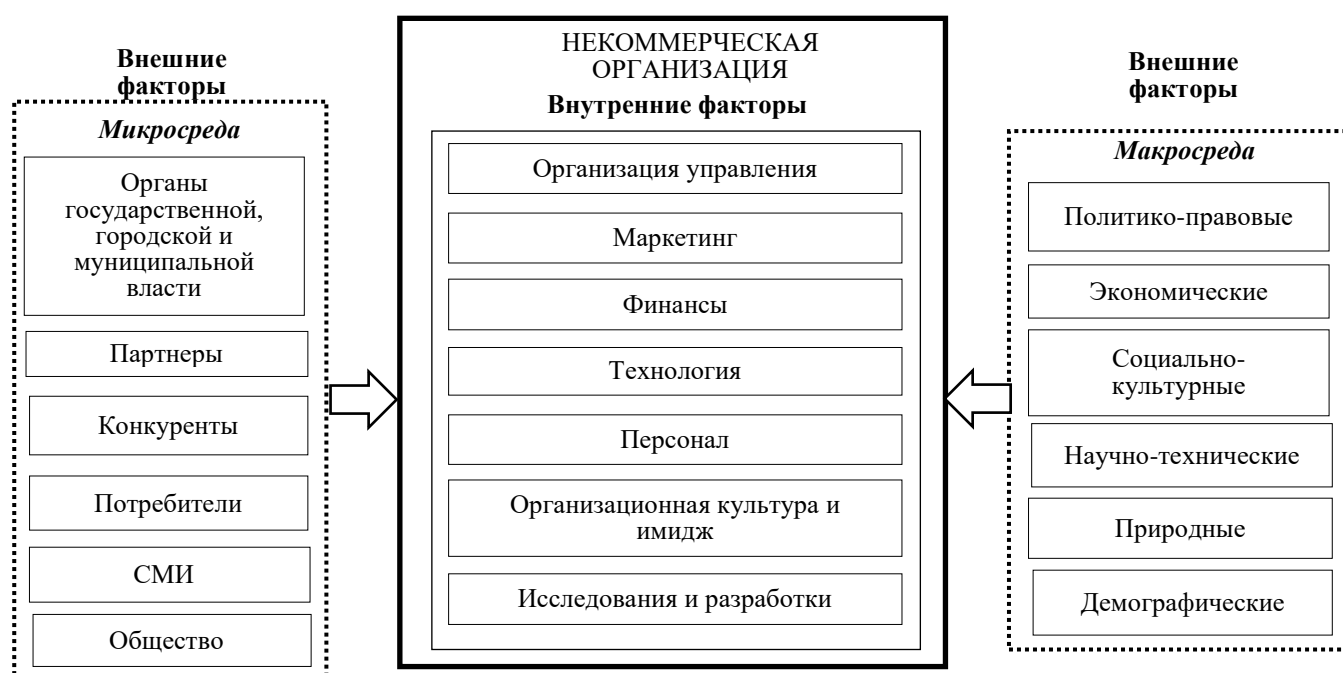 Внешние
факторы
Микросреда
Органы
государственной,
городской и
муниципальной
власти
Партнеры
Конкуренты
Потребители
СМИ
Общество
НЕКОММЕРЧЕСКАЯ
ОРГАНИЗАЦИЯ
Внутренние факторы
Организация управления
Маркетинг
Финансы
Технология
Персонал
Организационная культура и
имидж
Исследования и разработки
Внешние
факторы
Макросреда
Политико-правовые
Экономические
Социально-
культурные
Научно-технические
Природные
Демографические